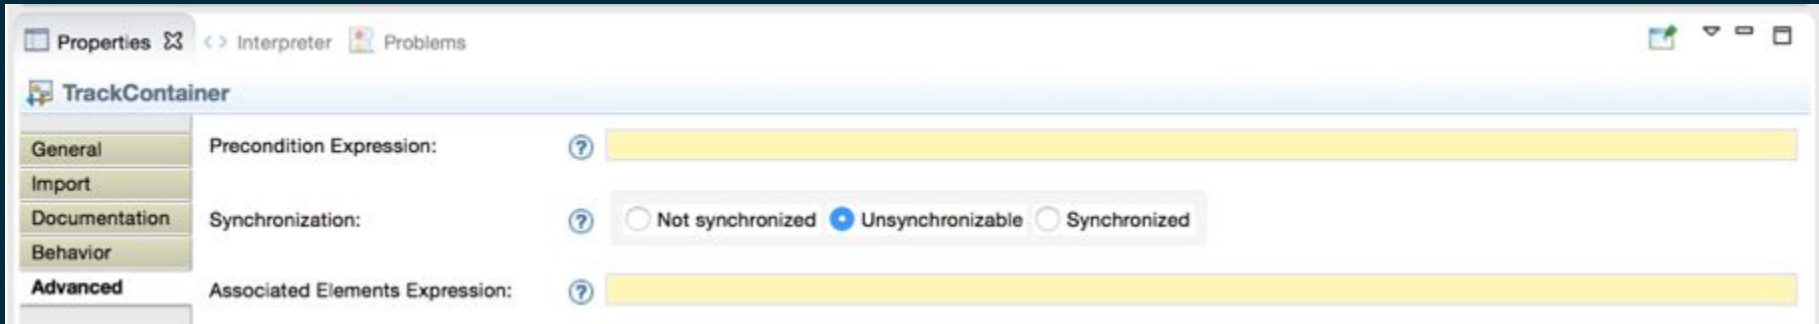 Properties Interpreter Problems
TrackContainer
General
Import
Documentation
Behavior
Advanced
Precondition Expression: ?
Synchronization: ? Not synchronized Unsynchronizable Synchronized
Associated Elements Expression: ?